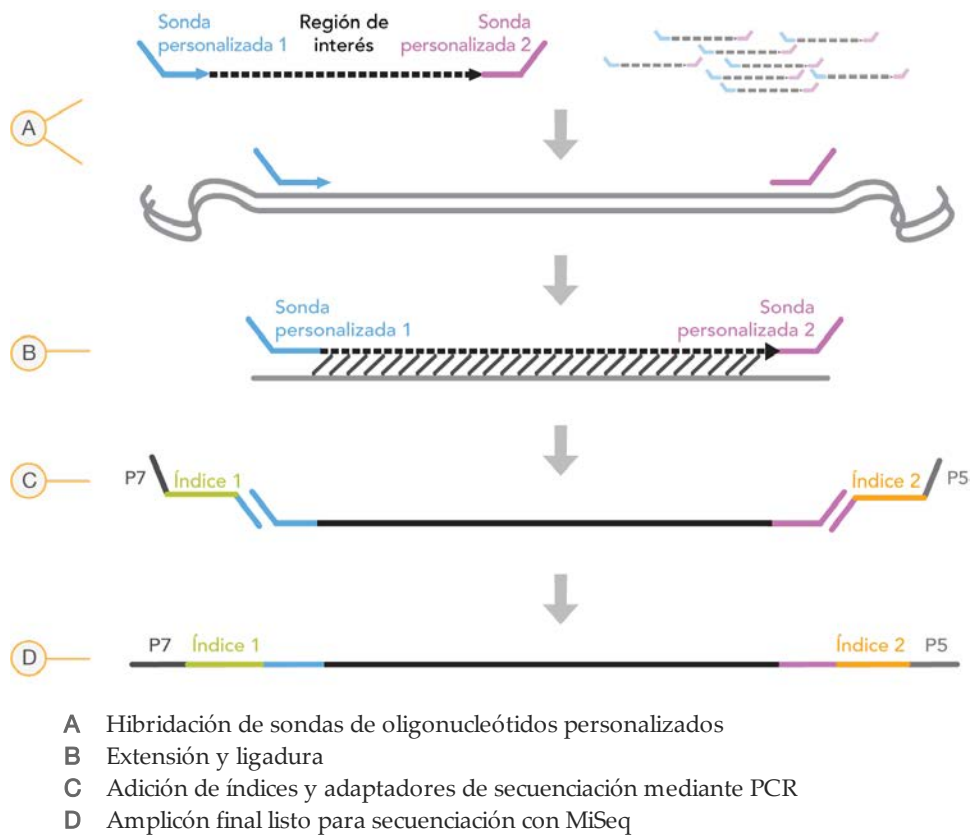 Sonda
personalizada 1
Región de
interés
Sonda
personalizada 2
A
B
Sonda
personalizada 1
Sonda
personalizada 2
C
P7
Índice 1
Índice 2
P5
D
P7
Índice 1
Índice 2
P5
A Hibridación de sondas de oligonucleótidos personalizados
B Extensión y ligadura
C Adición de índices y adaptadores de secuenciación mediante PCR
D Amplicón final listo para secuenciación con MiSeq